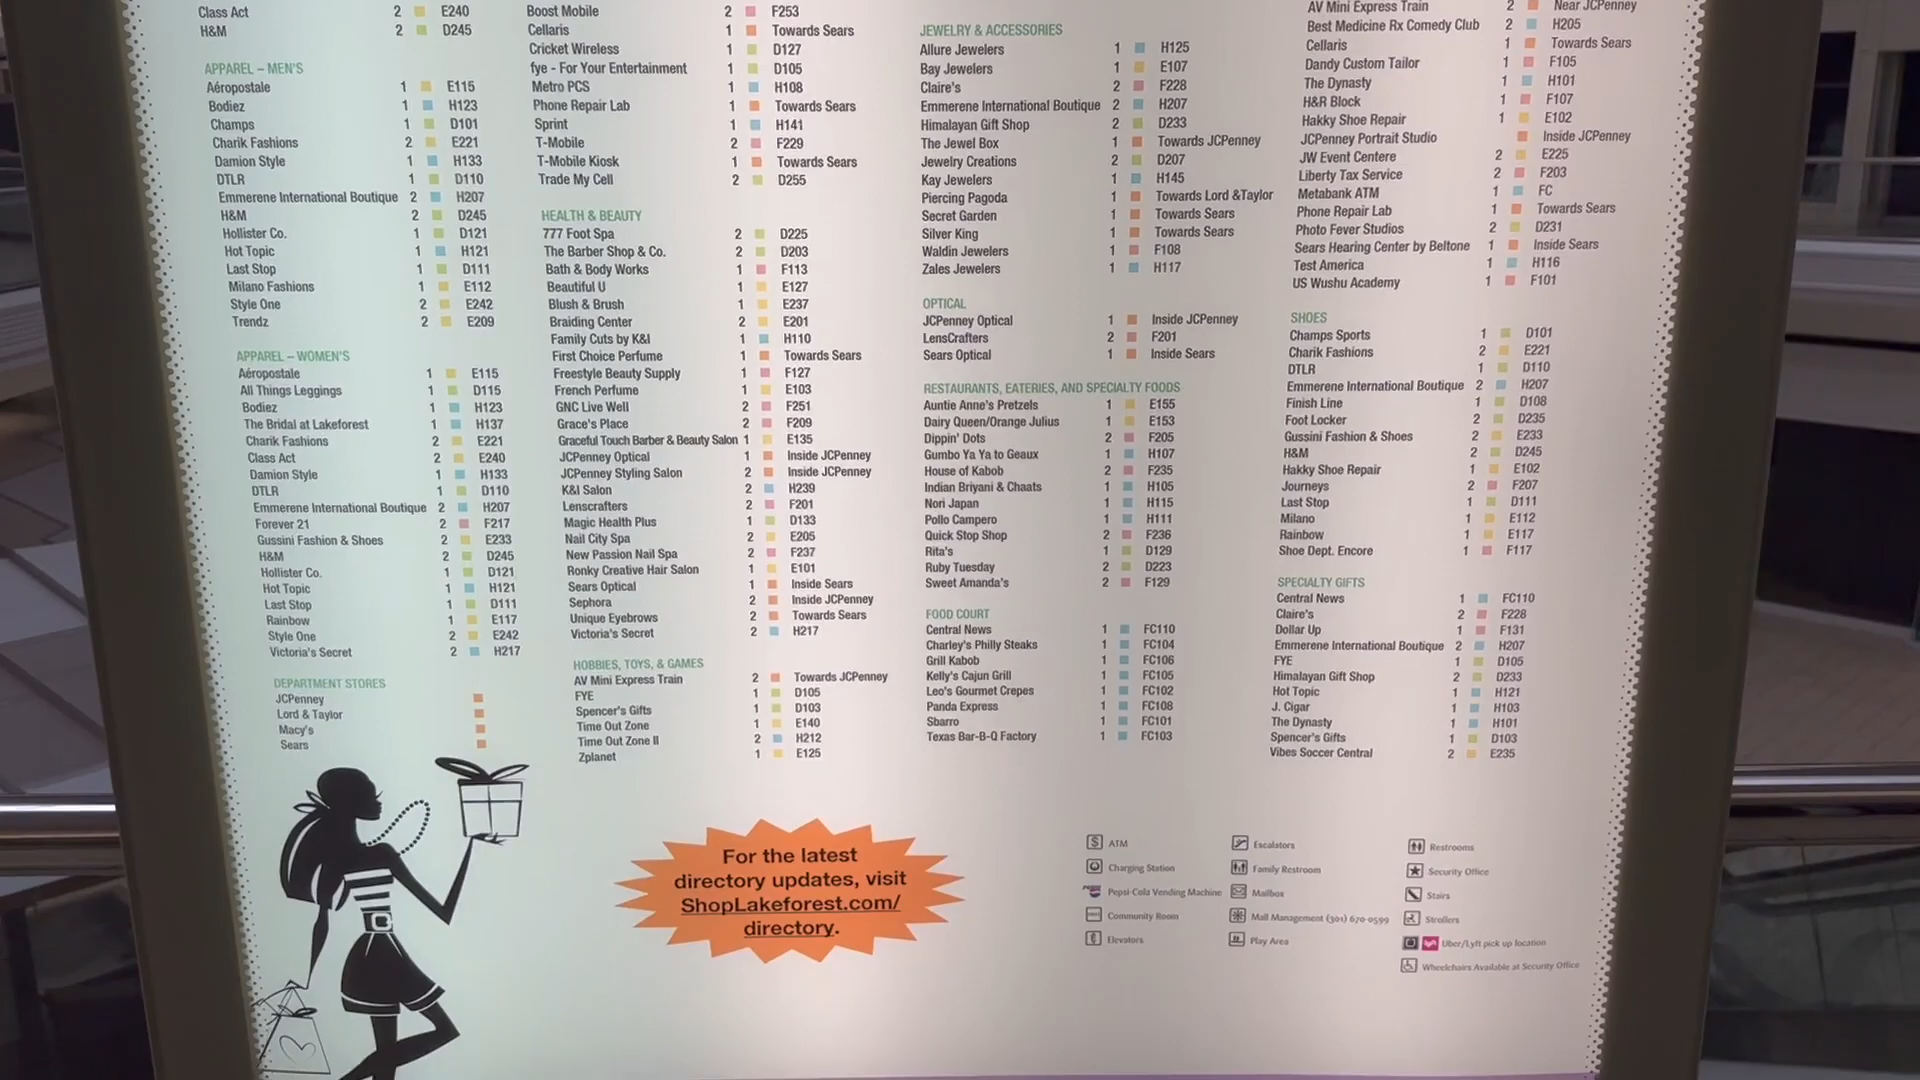 Class Act 2 E240
H&M 2 D245
APPAREL – MEN'S
Aéropostale 1 E115
Bodiez 1 H123
Champs 1 D101
Charik Fashions 2 E221
Damion Style 1 H133
DTLR 1 D110
Emmerene International Boutique 2 H207
H&M 2 D245
Hollister Co. 1 D121
Hot Topic 1 H121
Last Stop 1 D111
Milano Fashions 1 E112
Style One 2 E242
Trendz 2 E209
APPAREL – WOMEN'S
Aéropostale 1 E115
All Things Leggings 1 D115
Bodiez 1 H123
The Bridal at Lakeforest 1 H137
Charik Fashions 2 E221
Class Act 2 E240
Damion Style 1 H133
DTLR 1 D110
Emmerene International Boutique 2 H207
Forever 21 2 F217
Gussini Fashion & Shoes 2 E233
H&M 2 D245
Hollister Co. 1 D121
Hot Topic 1 H121
Last Stop 1 D111
Rainbow 1 E117
Style One 2 E242
Victoria's Secret 2 H217
DEPARTMENT STORES
JCPenney
Lord & Taylor
Macy's
Sears
Boost Mobile 2 F253
Cellaris 1 Towards Sears
Cricket Wireless 1 D127
fye - For Your Entertainment 1 D105
Metro PCS 1 H108
Phone Repair Lab 1 Towards Sears
Sprint 1 H141
T-Mobile 2 F229
T-Mobile Kiosk 1 Towards Sears
Trade My Cell 2 D255
HEALTH & BEAUTY
777 Foot Spa 2 D225
The Barber Shop & Co. 2 D203
Bath & Body Works 1 F113
Beautiful U 1 E127
Blush & Brush 1 E237
Braiding Center 2 E201
Family Cuts by K&I 1 H110
First Choice Perfume 1 Towards Sears
Freestyle Beauty Supply 1 F127
French Perfume 1 E103
GNC Live Well 2 F251
Grace's Place 2 F209
Graceful Touch Barber & Beauty Salon 1 E135
JCPenney Optical 1 Inside JCPenney
JCPenney Styling Salon 2 Inside JCPenney
K&I Salon 2 H239
Lenscrafters 2 F201
Magic Health Plus 1 D133
Nail City Spa 2 E205
New Passion Nail Spa 2 F237
Ronky Creative Hair Salon 1 E101
Sears Optical 1 Inside Sears
Sephora 2 Inside JCPenney
Unique Eyebrows 2 Towards Sears
Victoria's Secret 2 H217
HOBBIES, TOYS, & GAMES
AV Mini Express Train 2 Towards JCPenney
FYE 1 D105
Spencer's Gifts 1 D103
Time Out Zone 1 E140
Time Out Zone II 2 H212
Zplanet 1 E125
JEWELRY & ACCESSORIES
Allure Jewelers 1 H125
Bay Jewelers 1 E107
Claire's 2 F228
Emmerene International Boutique 2 H207
Himalayan Gift Shop 2 D233
The Jewel Box 1 Towards JCPenney
Jewelry Creations 2 D207
Kay Jewelers 1 H145
Piercing Pagoda 1 Towards Lord &Taylor
Secret Garden 1 Towards Sears
Silver King 1 Towards Sears
Waldin Jewelers 1 F108
Zales Jewelers 1 H117
OPTICAL
JCPenney Optical 1 Inside JCPenney
LensCrafters 2 F201
Sears Optical 1 Inside Sears
RESTAURANTS, EATERIES, AND SPECIALTY FOODS
Auntie Anne's Pretzels 1 E155
Dairy Queen/Orange Julius 1 E153
Dippin' Dots 2 F205
Gumbo Ya Ya to Geaux 1 H107
House of Kabob 2 F235
Indian Briyani & Chaats 1 H105
Nori Japan 1 H115
Pollo Campero 1 H111
Quick Stop Shop 2 F236
Rita's 1 D129
Ruby Tuesday 2 D223
Sweet Amanda's 2 F129
FOOD COURT
Central News 1 FC110
Charley's Philly Steaks 1 FC104
Grill Kabob 1 FC106
Kelly's Cajun Grill 1 FC105
Leo's Gourmet Crepes 1 FC102
Panda Express 1 FC108
Sbarro 1 FC101
Texas Bar-B-Q Factory 1 FC103
AV Mini Express Train 2 Near JCPenney
Best Medicine Rx Comedy Club 2 H205
Cellaris 1 Towards Sears
Dandy Custom Tailor 1 F105
The Dynasty 1 H101
H&R Block 1 F107
Hakky Shoe Repair 1 E102
JCPenney Portrait Studio Inside JCPenney
JW Event Centere 2 E225
Liberty Tax Service 2 F203
Metabank ATM 1 FC
Phone Repair Lab 1 Towards Sears
Photo Fever Studios 2 D231
Sears Hearing Center by Beltone 1 Inside Sears
Test America 1 H116
US Wushu Academy 1 F101
SHOES
Champs Sports 1 D101
Charik Fashions 2 E221
DTLR 1 D110
Emmerene International Boutique 2 H207
Finish Line 1 D108
Foot Locker 2 D235
Gussini Fashion & Shoes 2 E233
H&M 2 D245
Hakky Shoe Repair 1 E102
Journeys 2 F207
Last Stop 1 D111
Milano 1 E112
Rainbow 1 E117
Shoe Dept. Encore 1 F117
SPECIALTY GIFTS
Central News 1 FC110
Claire's 2 F228
Dollar Up 1 F131
Emmerene International Boutique 2 H207
FYE 1 D105
Himalayan Gift Shop 2 D233
Hot Topic 1 H121
J. Cigar 1 H103
The Dynasty 1 H101
Spencer's Gifts 1 D103
Vibes Soccer Central 2 E235
For the latest
directory updates, visit
ShopLakeforest.com/
directory.
ATM
Charging Station
Pepsi-Cola Vending Machine
Community Room
Elevators
Escalators
Family Restroom
Mailbox
Mall Management (301) 670-0599
Play Area
Restrooms
Security Office
Stairs
Strollers
Uber/Lyft pick up location
Wheelchairs Available at Security Office